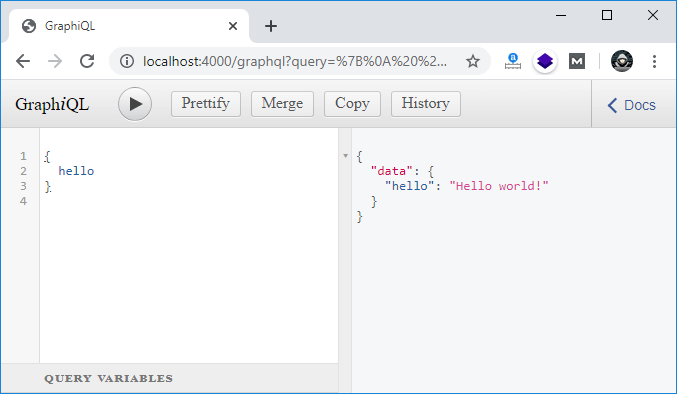 GraphiQL
localhost:4000/graphql?query=%7B%0A%20%2...
GraphiQL Prettify Merge Copy History Docs
1 {
2 hello
3 }
4
{
"data": {
"hello": "Hello world!"
}
}
QUERY VARIABLES